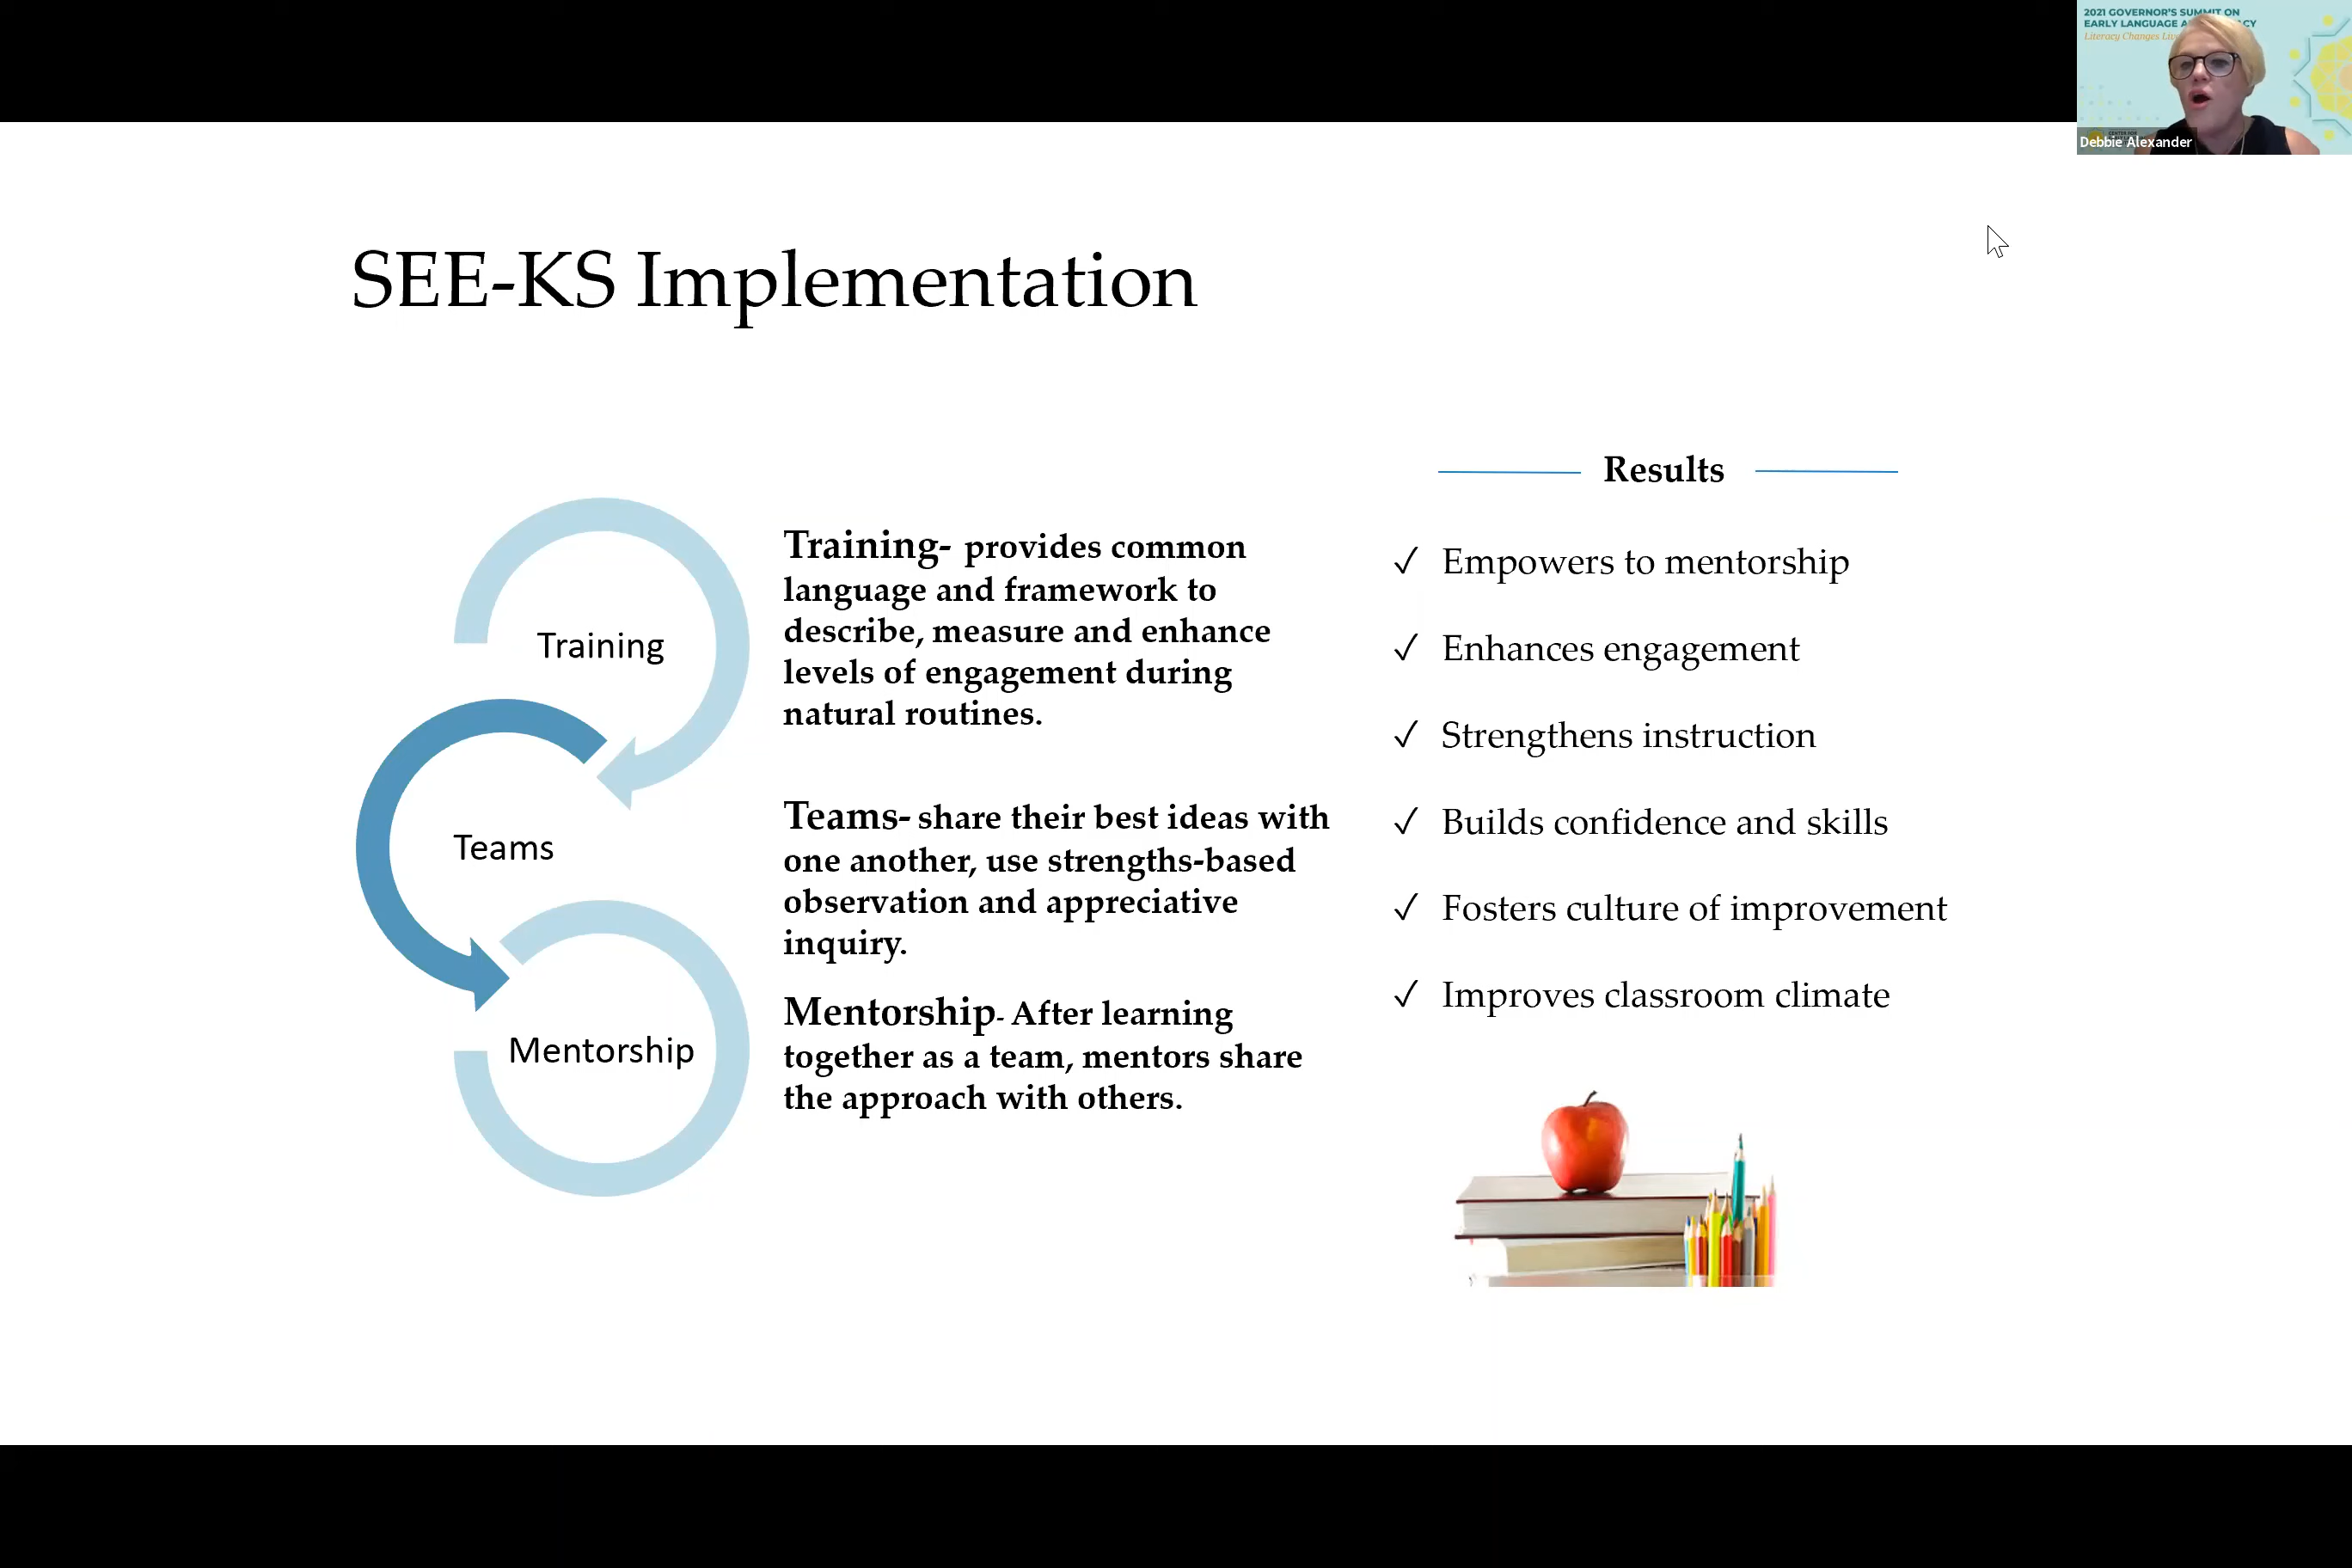 2021 GOVERNOR'S SUMMIT ON
EARLY LANGUAGE
Literacy Changes
Debbie Alexander
SEE-KS Implementation
Training
Teams
Mentorship
Training- provides common
language and framework to
describe, measure and enhance
levels of engagement during
natural routines.
Teams- share their best ideas with
one another, use strengths-based
observation and appreciative
inquiry.
Mentorship- After learning
together as a team, mentors share
the approach with others.
Results
✓ Empowers to mentorship
✓ Enhances engagement
✓ Strengthens instruction
✓ Builds confidence and skills
✓ Fosters culture of improvement
✓ Improves classroom climate